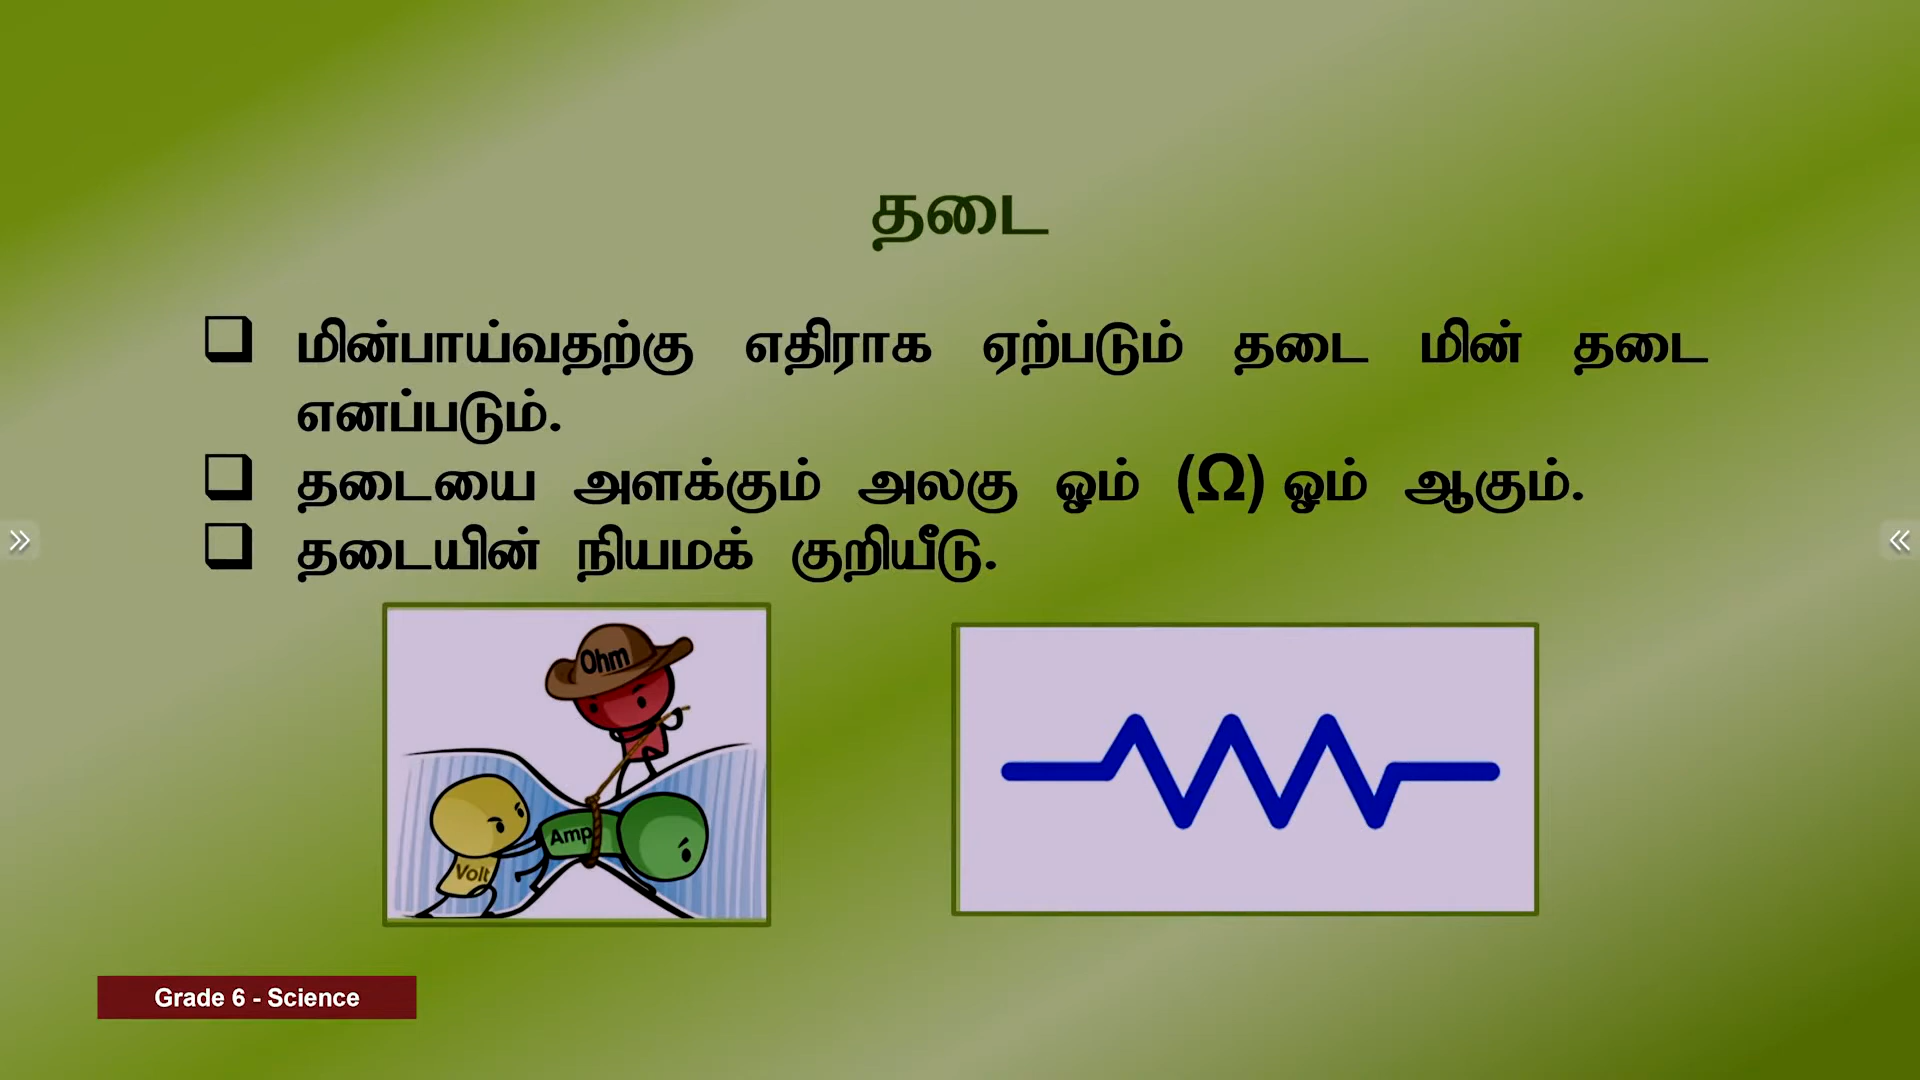 தடை
❑ மின்பாய்வதற்கு எதிராக ஏற்படும் தடை மின் தடை
எனப்படும்.
❑ தடையை அளக்கும் அலகு ஓம் (Ω) ஓம் ஆகும்.
❑ தடையின் நியமக் குறியீடு.
Ohm
Amp
Volt
Grade 6 - Science